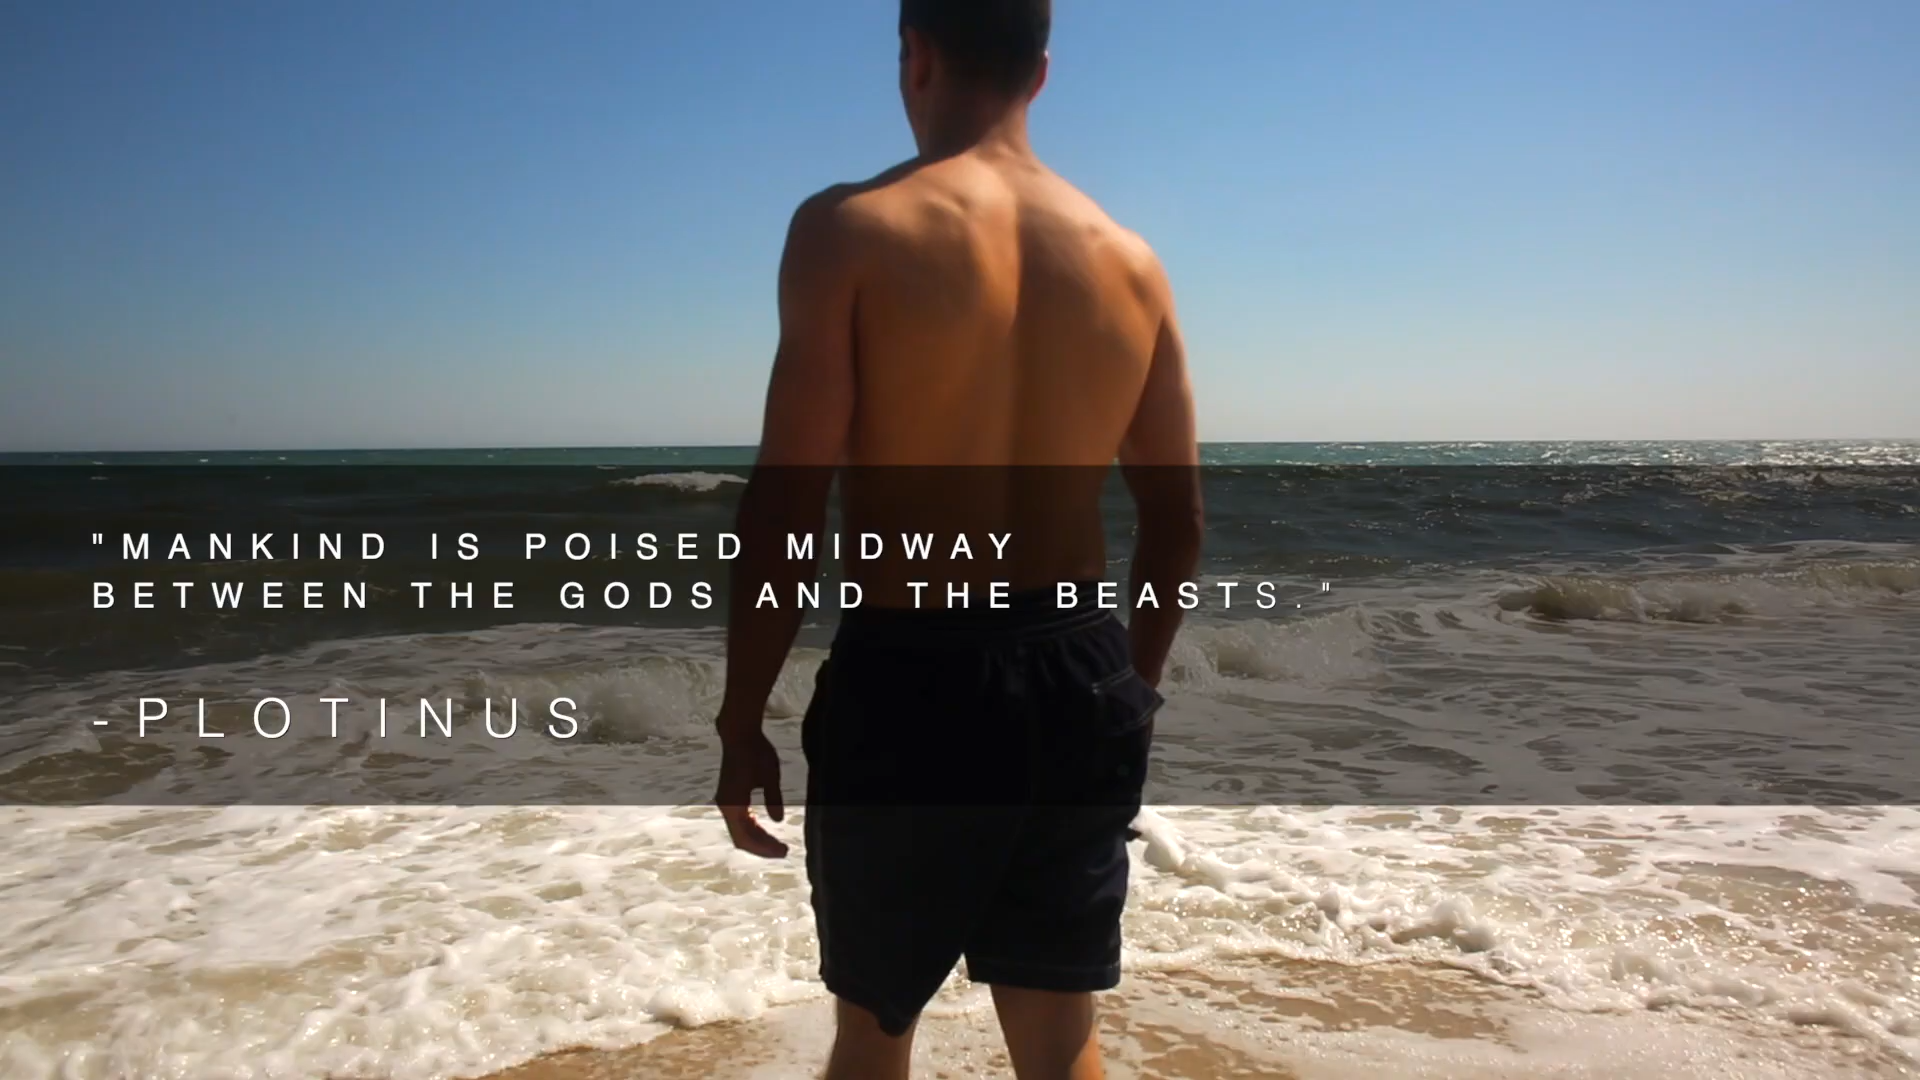 "MANKIND IS POISED MIDWAY
BETWEEN THE GODS AND THE BEASTS."
-PLOTINUS